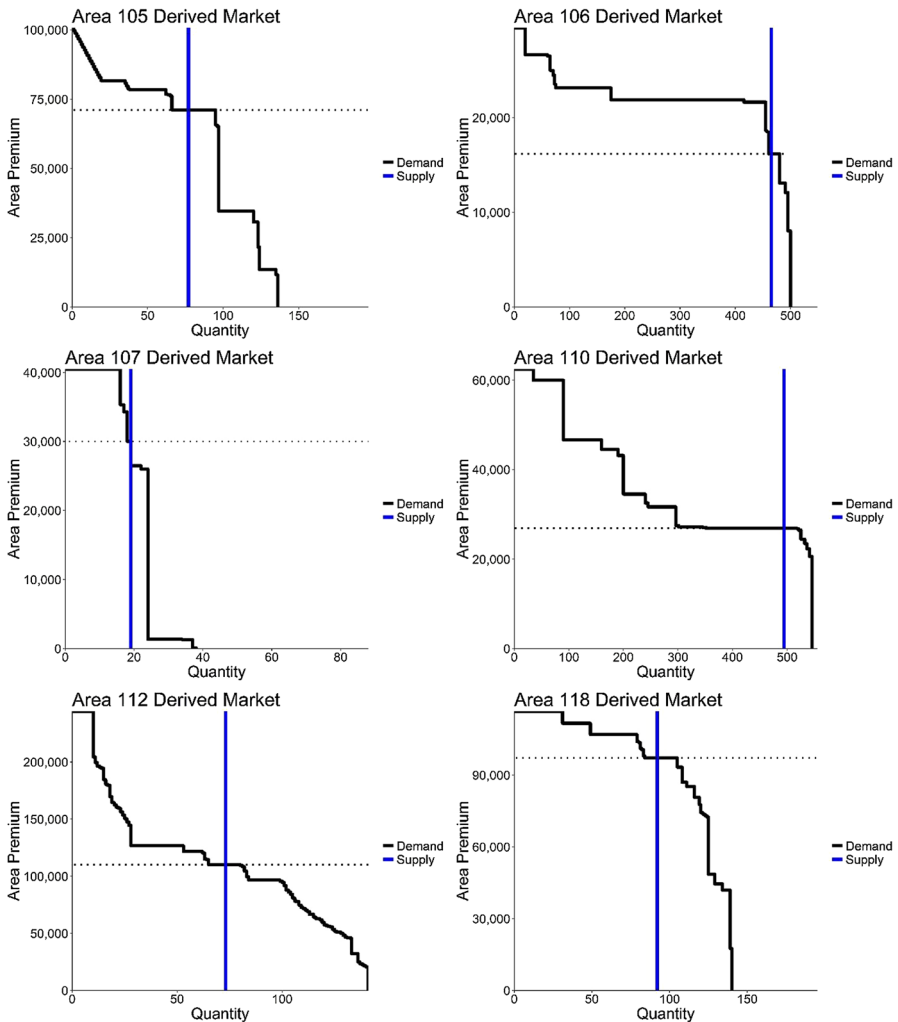 Area 105 Derived Market
100,000
75,000
50,000
25,000
0
0 50 100 150
Quantity
Area Premium
Demand
Supply
Area 106 Derived Market
20,000
10,000
0
0 100 200 300 400 500
Quantity
Area Premium
Demand
Supply
Area 107 Derived Market
40,000
30,000
20,000
10,000
0
0 20 40 60 80
Quantity
Area Premium
Demand
Supply
Area 110 Derived Market
60,000
40,000
20,000
0
0 100 200 300 400 500
Quantity
Area Premium
Demand
Supply
Area 112 Derived Market
200,000
150,000
100,000
50,000
0
0 50 100
Quantity
Area Premium
Demand
Supply
Area 118 Derived Market
90,000
60,000
30,000
0
0 50 100 150
Quantity
Area Premium
Demand
Supply